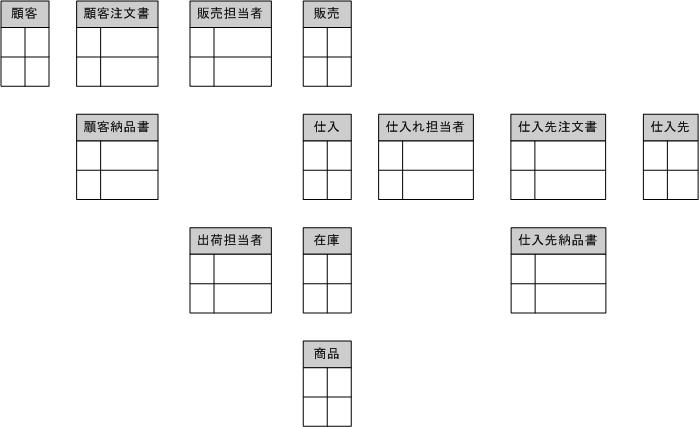 顧客
顧客注文書
販売担当者
販売
顧客納品書
仕入
仕入れ担当者
仕入先注文書
仕入先
出荷担当者
在庫
仕入先納品書
商品